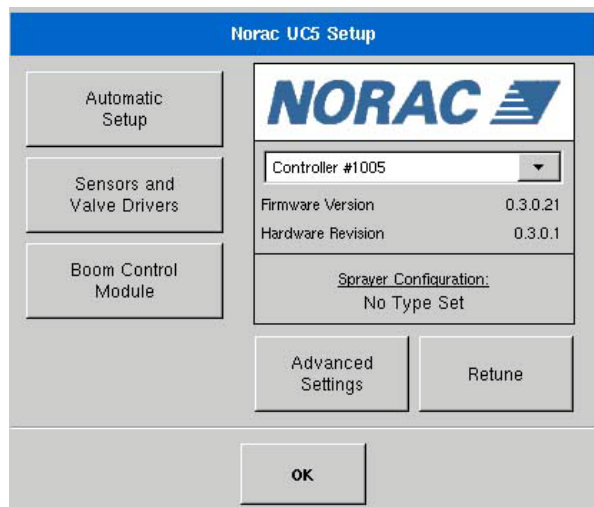 Norac UC5 Setup
Automatic
Setup
Sensors and
Valve Drivers
Boom Control
Module
NORAC
Controller #1005
Firmware Version 0.3.0.21
Hardware Revision 0.3.0.1
Sprayer Configuration:
No Type Set
Advanced
Settings
Retune
OK